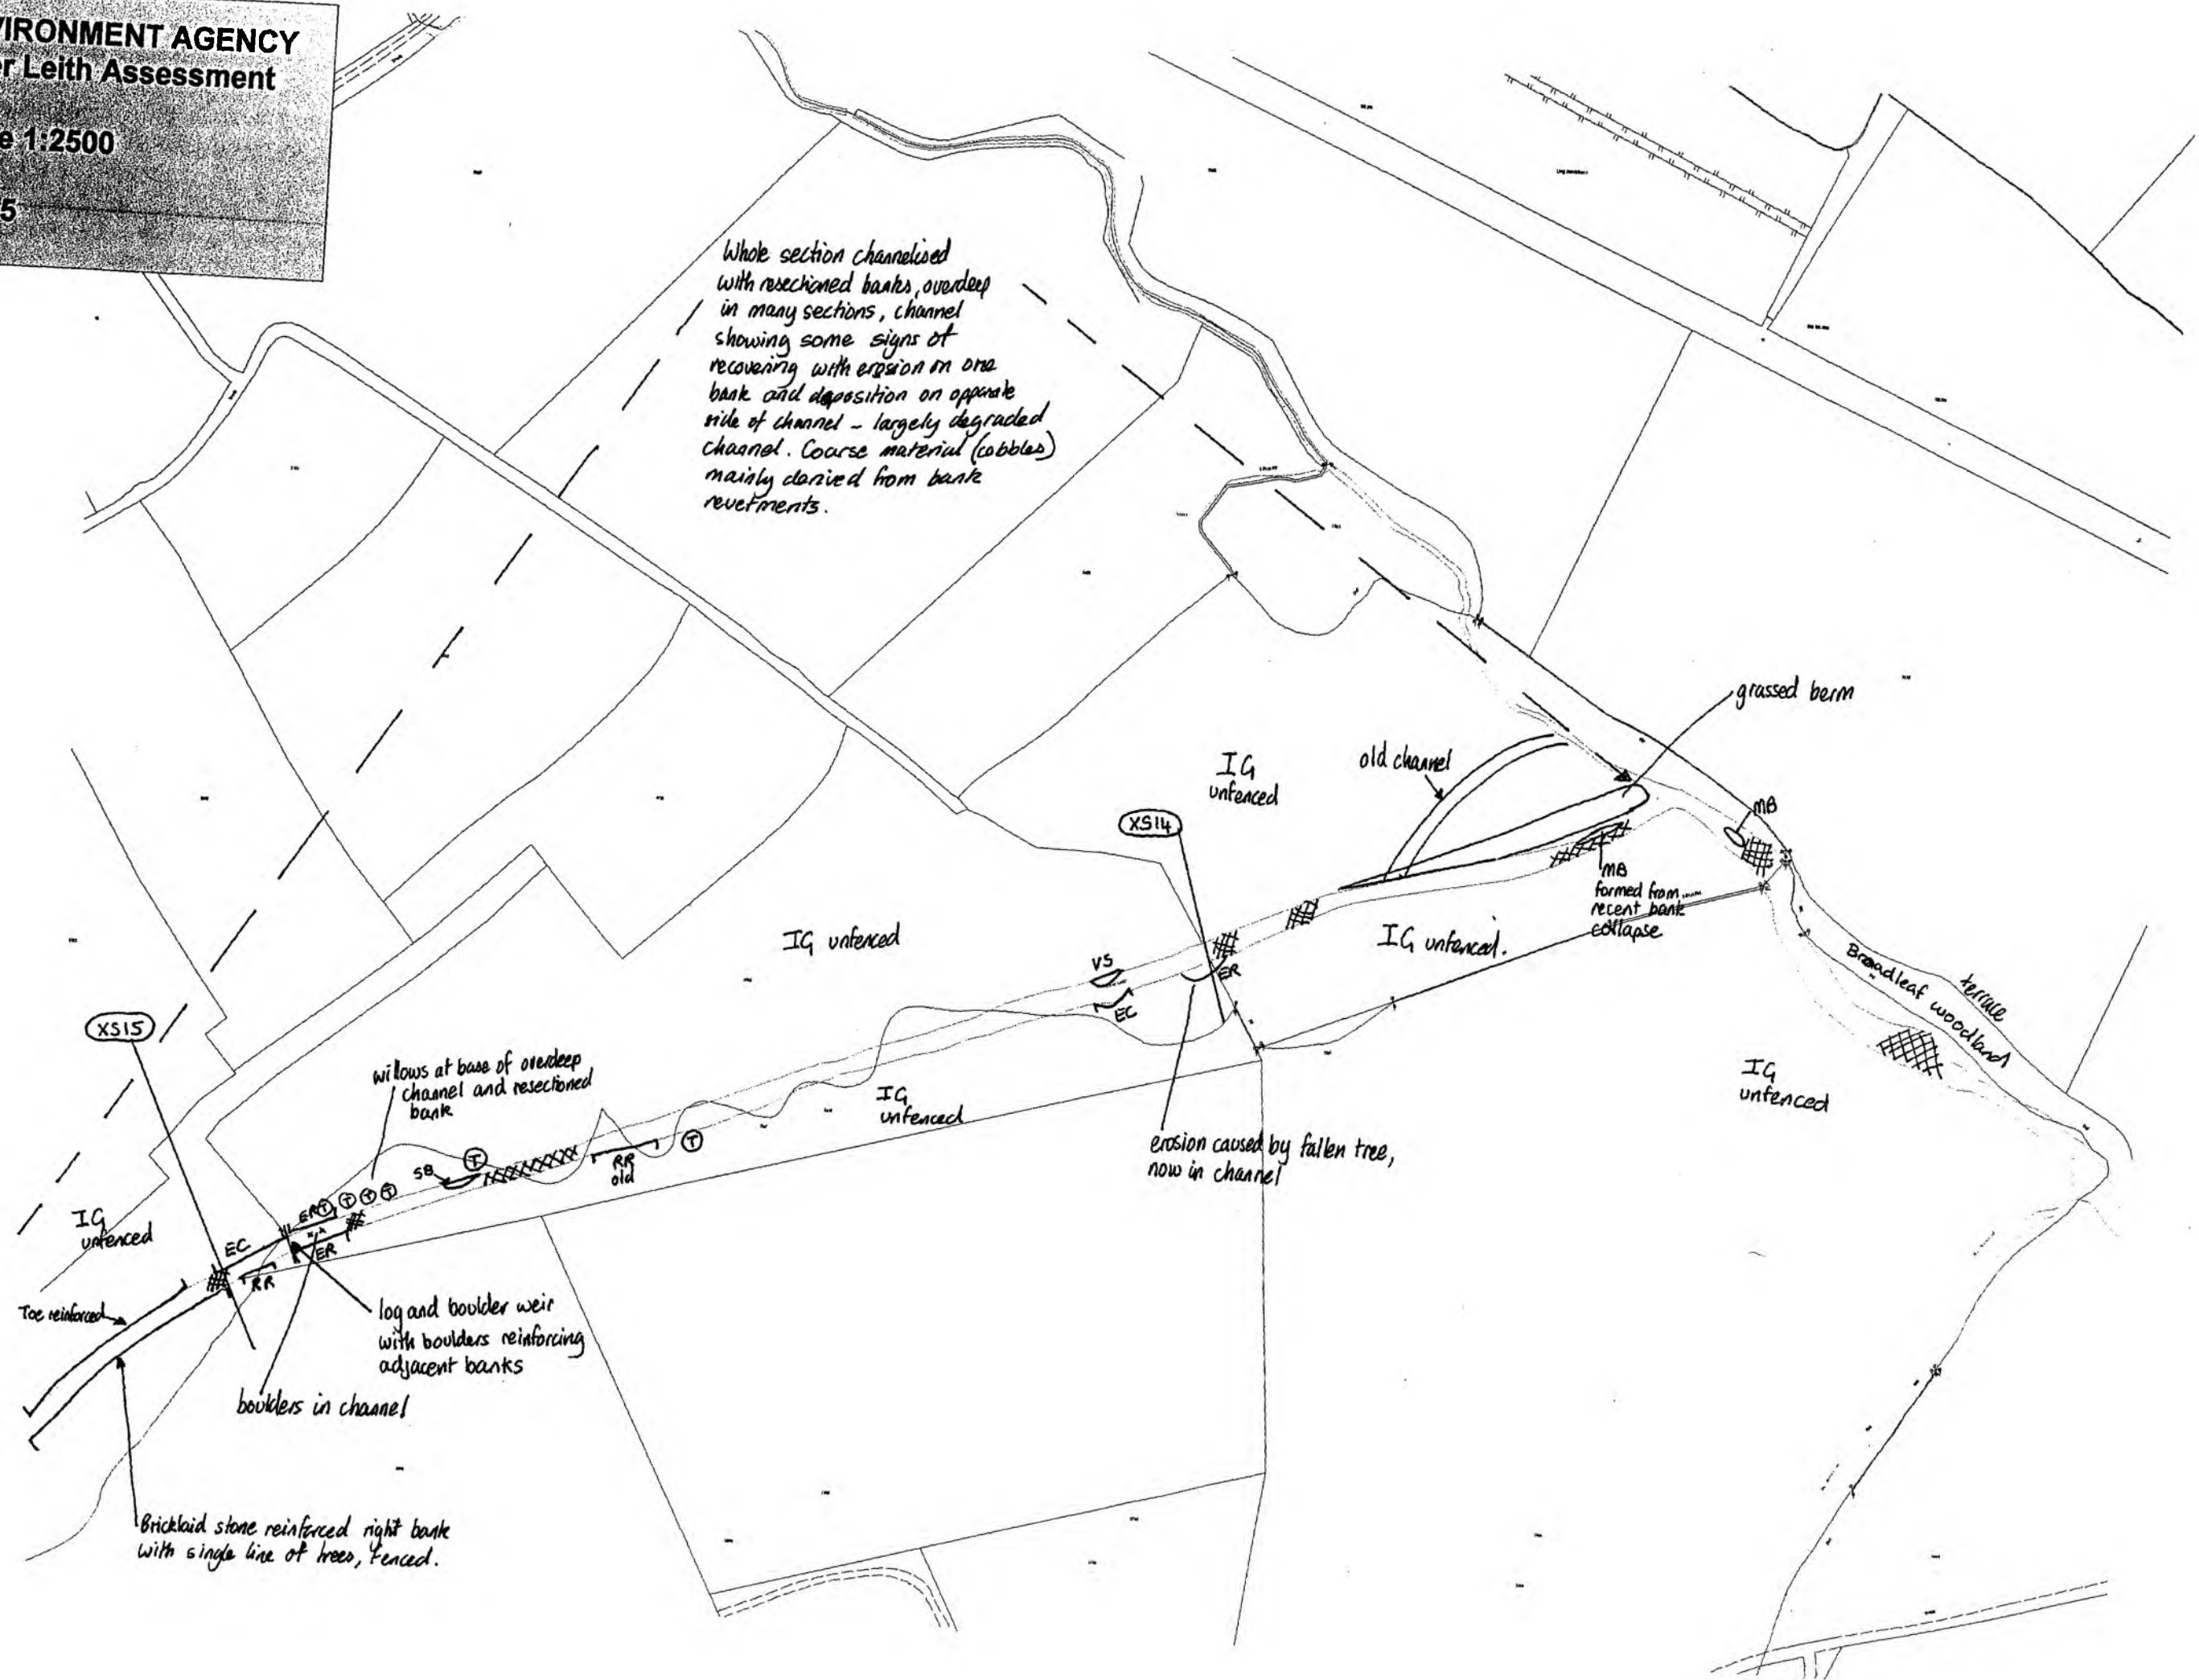 VIRONMENT AGENCY
er Leith Assessment
e 1:2500
5
Whole section channelised
with resectioned banks, overdeep
in many sections, channel
showing some signs of
recovering with erosion on one
bank and deposition on opposite
side of channel - largely degraded
channel. Coarse material (cobbles)
mainly derived from bank
revetments.
grassed berm
old channel
IG
unfenced
XS14
MB
MB
formed from
recent bank
collapse
IG unfenced
IG unfenced.
Broadleaf woodland
terrace
VS
ER
EC
IG
unfenced
XS15
willows at base of overdeep
channel and resectioned
bank
IG
unfenced
erosion caused by fallen tree,
now in channel
SB
T
T
RR
old
ER T T T T
IG
unfenced
EC
ER
RR
Toe reinforced
log and boulder weir
with boulders reinforcing
adjacent banks
boulders in channel
Bricklaid stone reinforced right bank
with single line of trees, fenced.